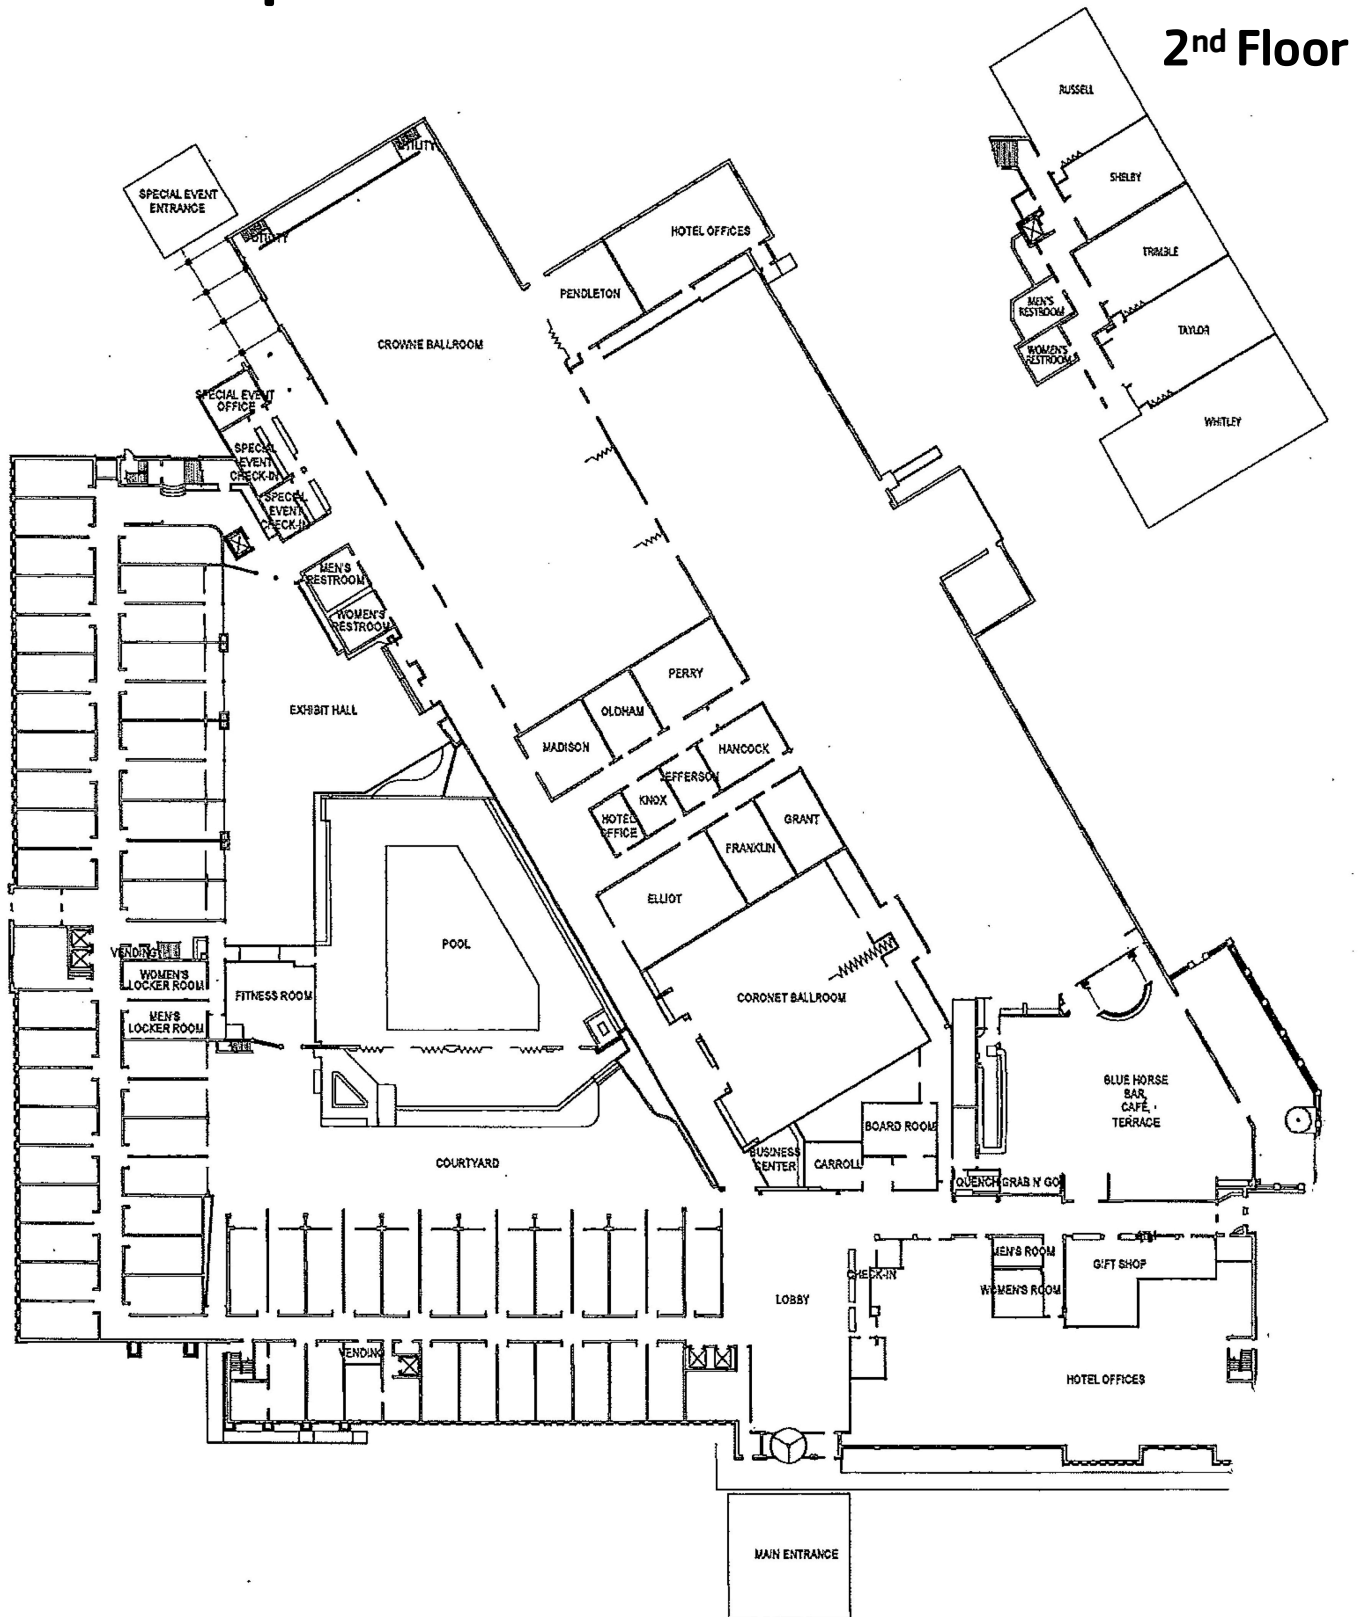 2nd Floor
RUSSELL
SHELBY
TRIMBLE
MEN'S
RESTROOM
TAYLOR
WOMEN'S
RESTROOM
WHITLEY
UTILITY
SPECIAL EVENT
ENTRANCE
UTILITY
HOTEL OFFICES
PENDLETON
CROWNE BALLROOM
SPECIAL EVENT
OFFICE
SPECIAL
EVENT
CHECK-IN
SPECIAL
EVENT
CHECK-IN
MEN'S
RESTROOM
WOMEN'S
RESTROOM
EXHIBIT HALL
PERRY
OLDHAM
MADISON
HANCOCK
JEFFERSON
KNOX
HOTEL
OFFICE
GRANT
FRANKLIN
ELLIOT
POOL
VENDING
WOMEN'S
LOCKER ROOM
FITNESS ROOM
MEN'S
LOCKER ROOM
CORONET BALLROOM
BLUE HORSE
BAR,
CAFÉ,
TERRACE
BOARD ROOM
BUSINESS
CENTER
CARROLL
COURTYARD
QUENCH
GRAB N' GO
MEN'S ROOM
GIFT SHOP
CHECK-IN
WOMEN'S ROOM
LOBBY
VENDING
HOTEL OFFICES
MAIN ENTRANCE